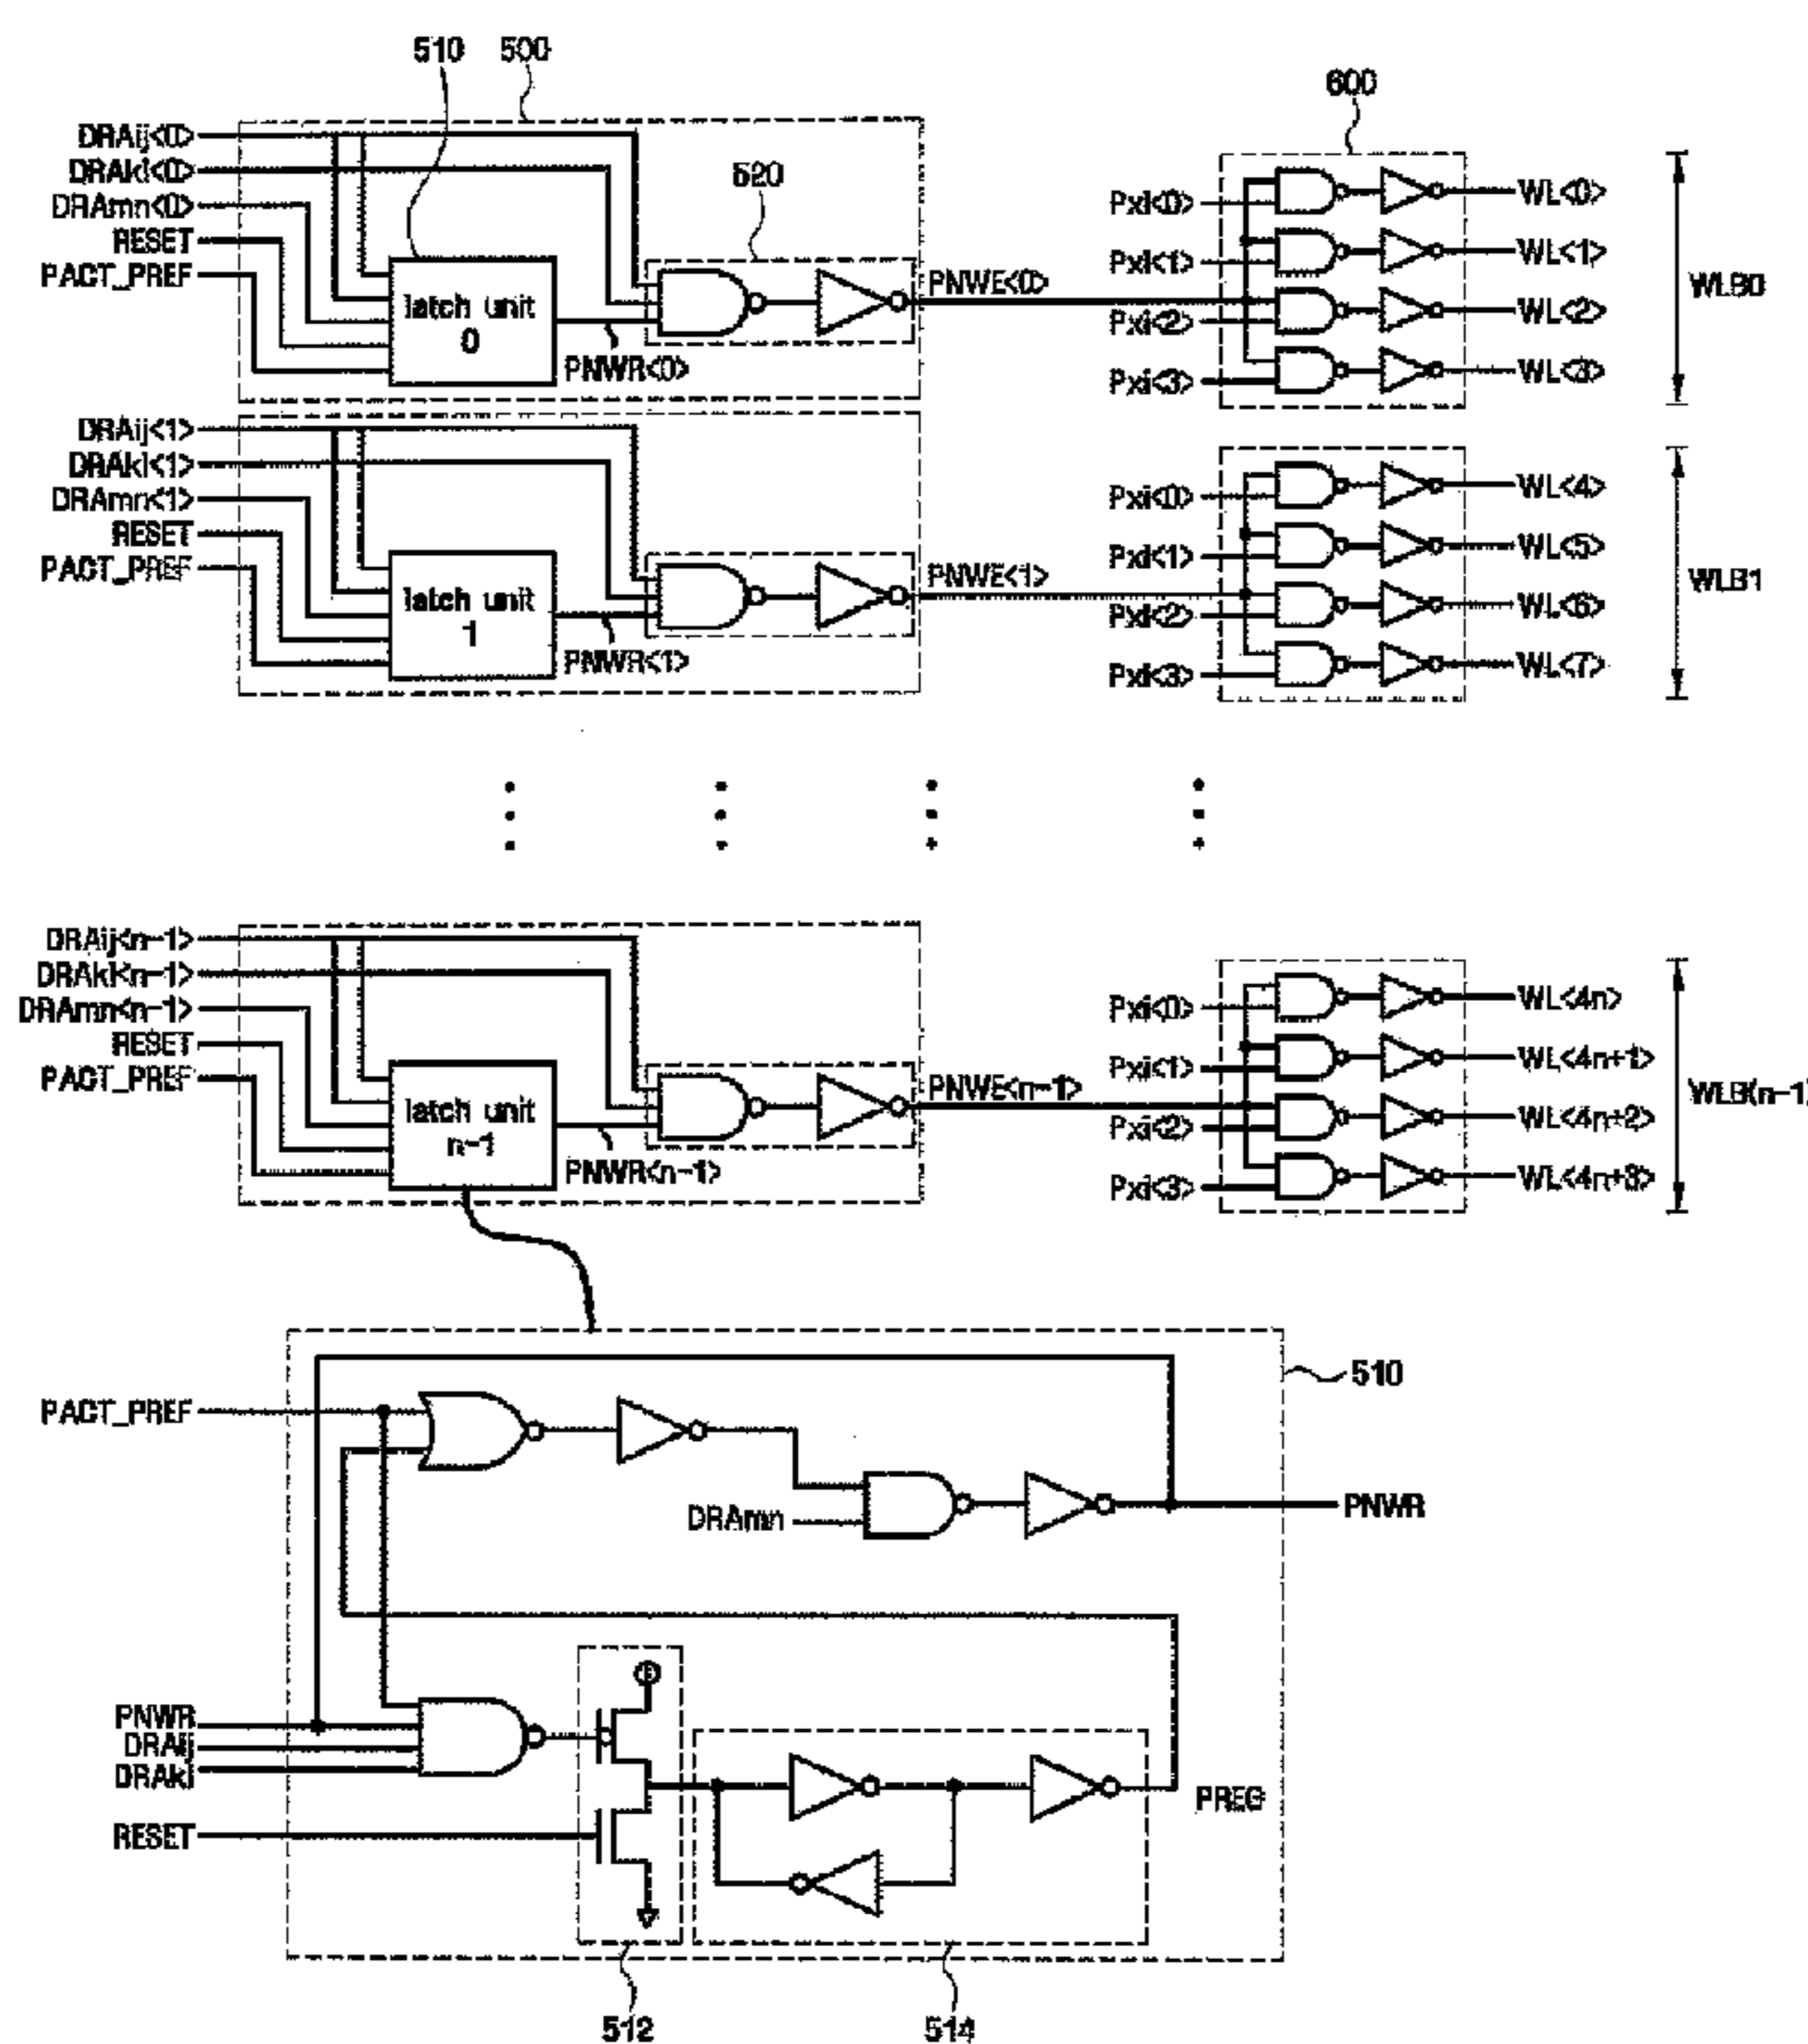 510 500
600
DRAij<0>
DRAkl<0>
DRAmn<0>
RESET
PACT_PREF
520
latch unit
0
PNWR<0>
PNWE<0>
Pxi<0>
Pxi<1>
Pxi<2>
Pxi<3>
WL<0>
WL<1>
WL<2>
WL<3>
WLB0
DRAij<1>
DRAkl<1>
DRAmn<1>
RESET
PACT_PREF
latch unit
1
PNWR<1>
PNWE<1>
Pxi<0>
Pxi<1>
Pxi<2>
Pxi<3>
WL<4>
WL<5>
WL<6>
WL<7>
WLB1
DRAij<n-1>
DRAkl<n-1>
DRAmn<n-1>
RESET
PACT_PREF
latch unit
n-1
PNWR<n-1>
PNWE<n-1>
Pxi<0>
Pxi<1>
Pxi<2>
Pxi<3>
WL<4n>
WL<4n+1>
WL<4n+2>
WL<4n+3>
WLB(n-1)
510
PACT_PREF
DRAmn
PNWR
PNWR
DRAij
DRAkl
RESET
PREG
512
514